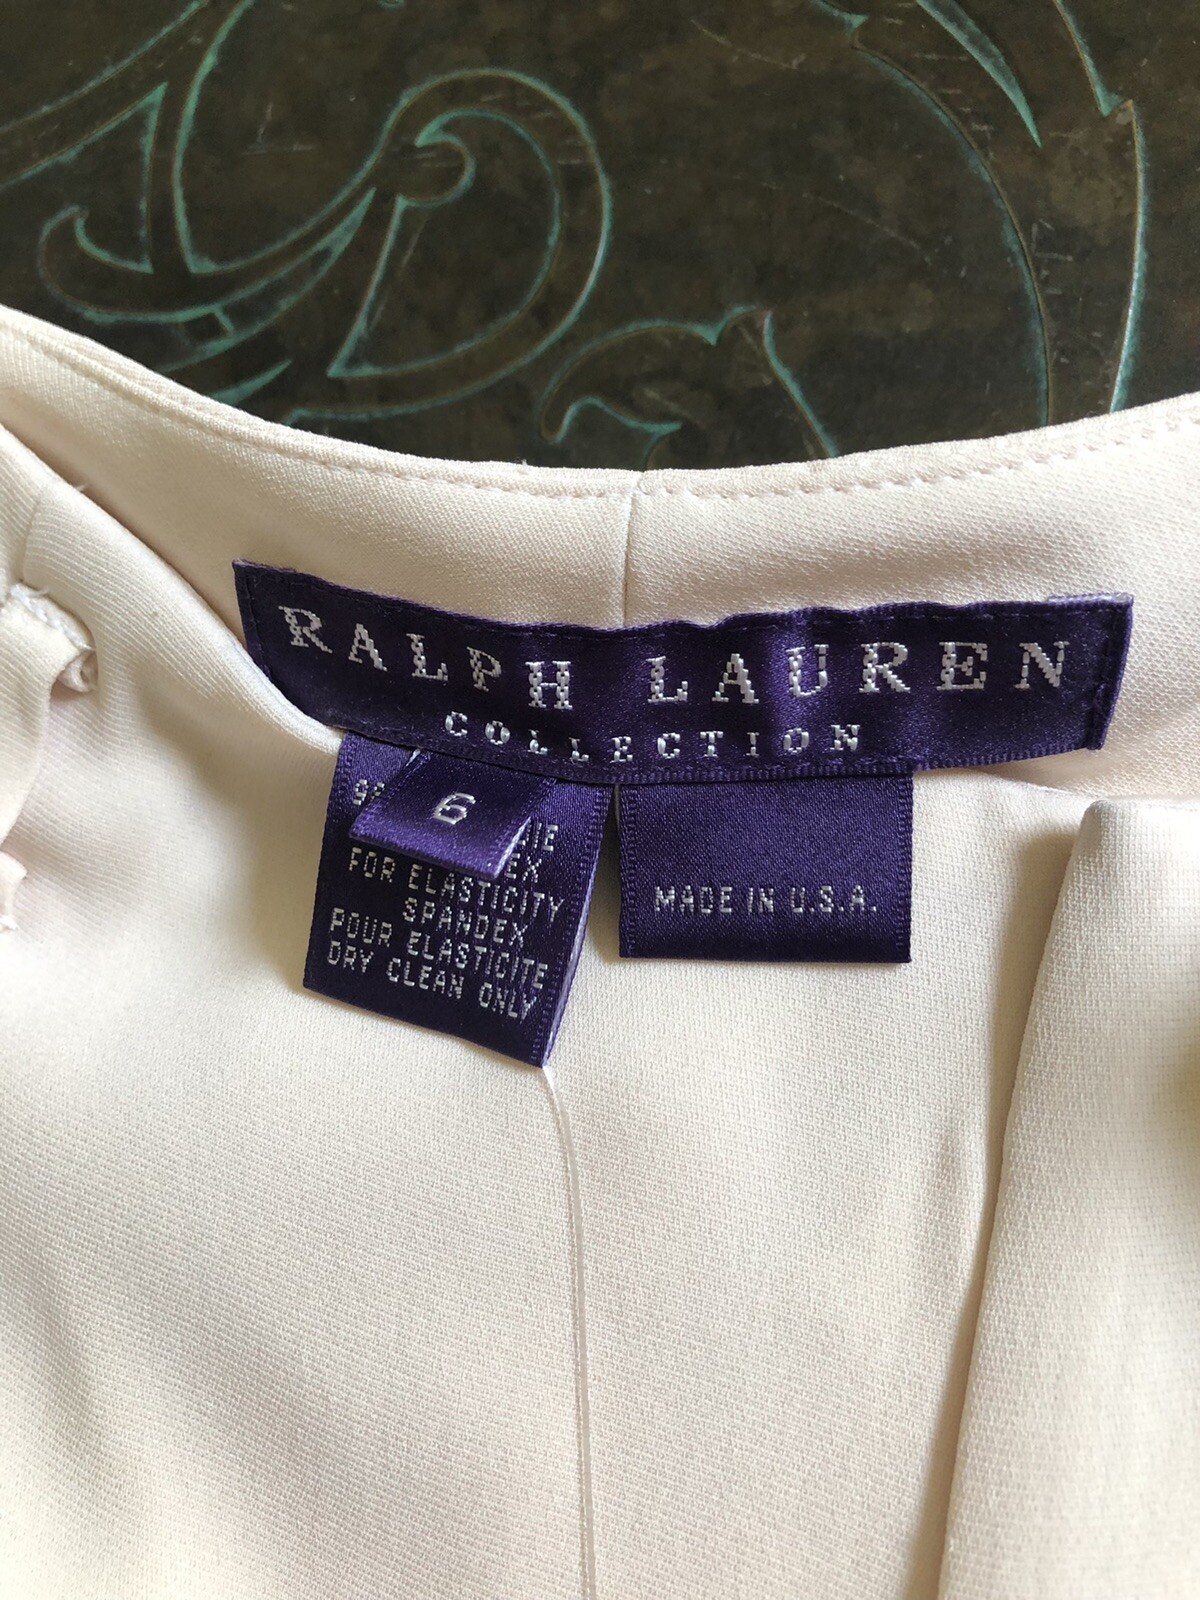 RALPH LAUREN
COLLECTION
6
FOR ELASTICITY
SPANDEX
POUR ELASTICITE
DRY CLEAN ONLY
MADE IN U.S.A.